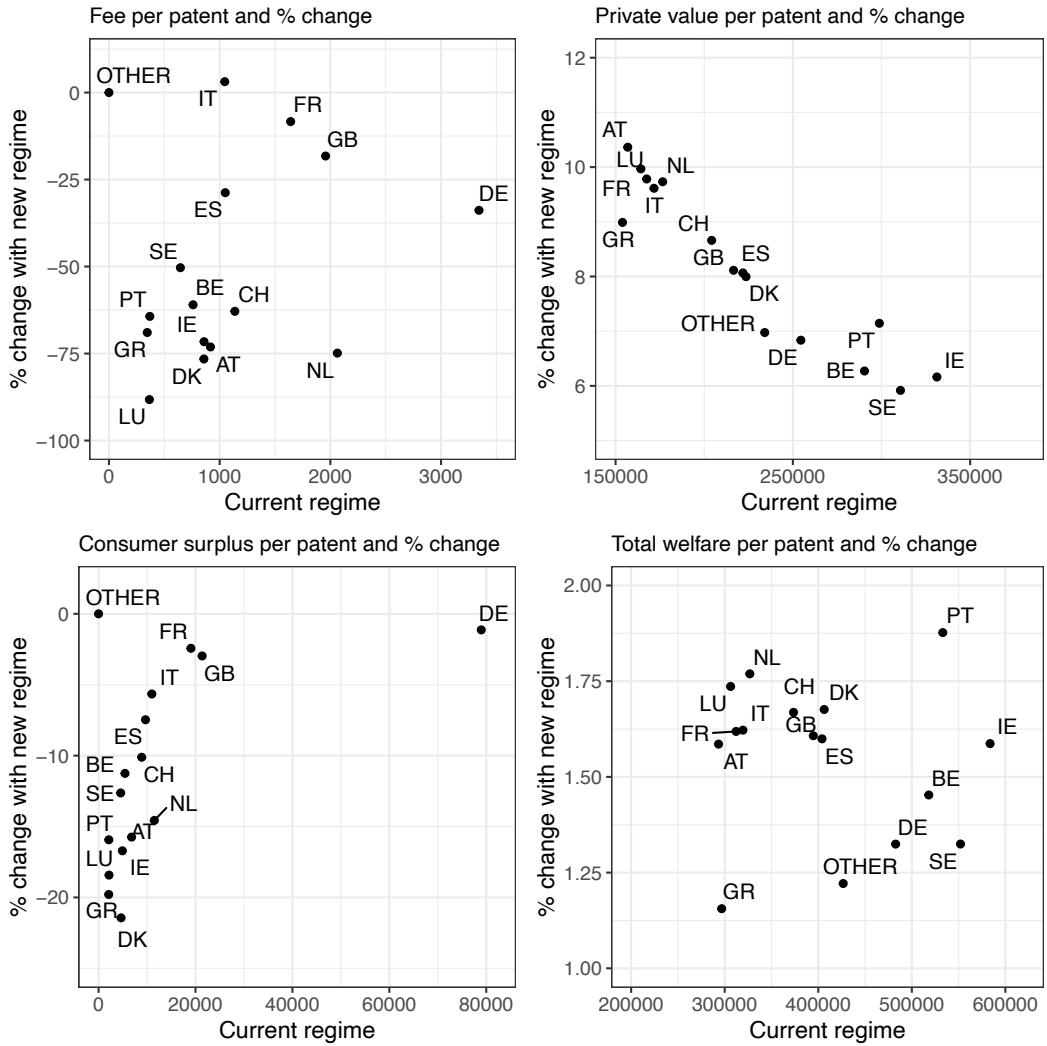 Fee per patent and % change
% change with new regime
0
−25
−50
−75
−100
OTHER
IT
FR
GB
DE
ES
SE
BE
PT
CH
IE
GR
AT
DK
NL
LU
0 1000 2000 3000
Current regime
Private value per patent and % change
% change with new regime
12
10
8
6
AT
LU
NL
FR
IT
GR
CH
GB
ES
DK
OTHER
DE
PT
BE
IE
SE
150000 250000 350000
Current regime
Consumer surplus per patent and % change
% change with new regime
0
−10
−20
OTHER
DE
FR
GB
IT
ES
BE
CH
SE
NL
PT
AT
LU
IE
GR
DK
0 20000 40000 60000 80000
Current regime
Total welfare per patent and % change
% change with new regime
2.00
1.75
1.50
1.25
1.00
PT
NL
LU
CH
DK
IT
GB
FR
IE
ES
AT
BE
DE
SE
OTHER
GR
200000 300000 400000 500000 600000
Current regime